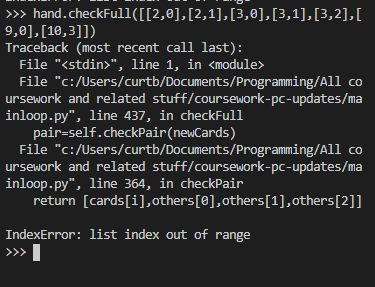 >>> hand.checkFull([[2,0],[2,1],[3,0],[3,1],[3,2],[
9,0],[10,3]])
Traceback (most recent call last):
  File "<stdin>", line 1, in <module>
  File "c:/Users/curtb/Documents/Programming/All co
ursework and related stuff/coursework-pc-updates/ma
inloop.py", line 437, in checkFull
    pair=self.checkPair(newCards)
  File "c:/Users/curtb/Documents/Programming/All co
ursework and related stuff/coursework-pc-updates/ma
inloop.py", line 364, in checkPair
    return [cards[i],others[0],others[1],others[2]]
IndexError: list index out of range
>>>